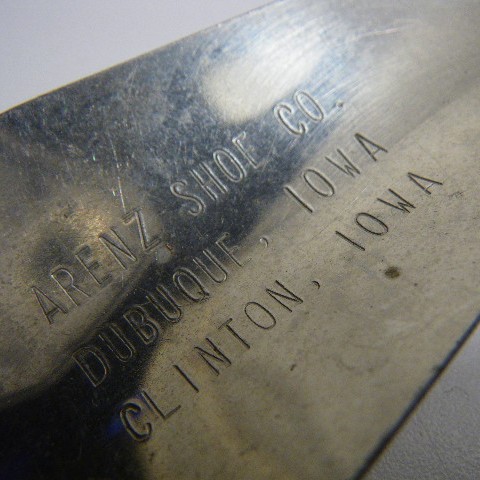 ARENZ SHOE CO.
DUBUQUE, IOWA
CLINTON, IOWA